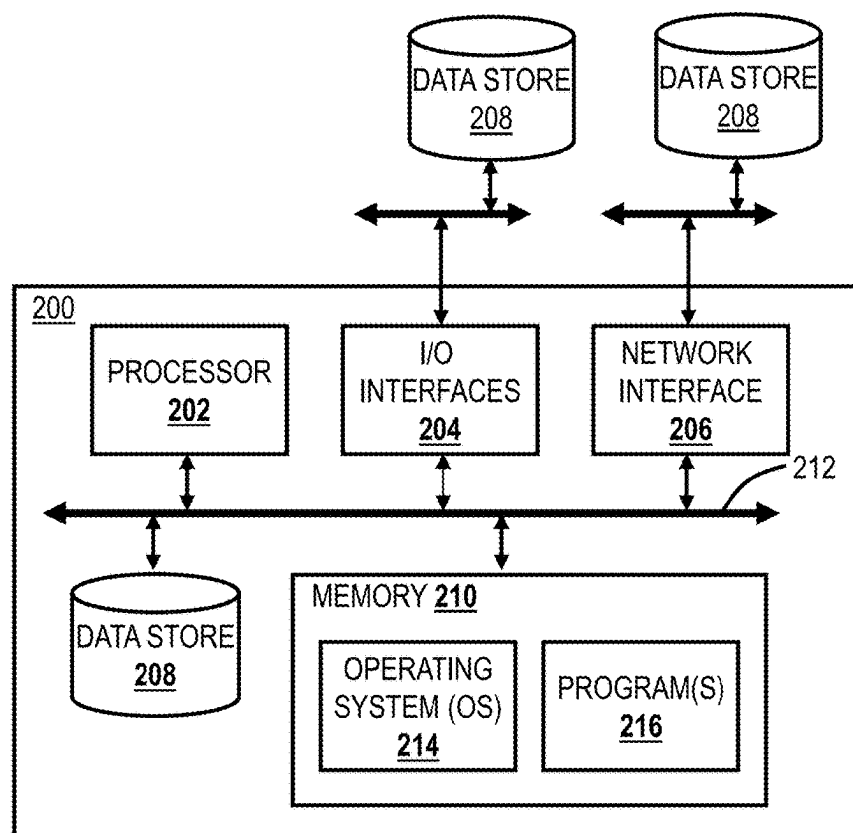 DATA STORE
208
DATA STORE
208
200
PROCESSOR
202
I/O
INTERFACES
204
NETWORK
INTERFACE
206
212
DATA STORE
208
MEMORY 210
OPERATING
SYSTEM (OS)
214
PROGRAM(S)
216